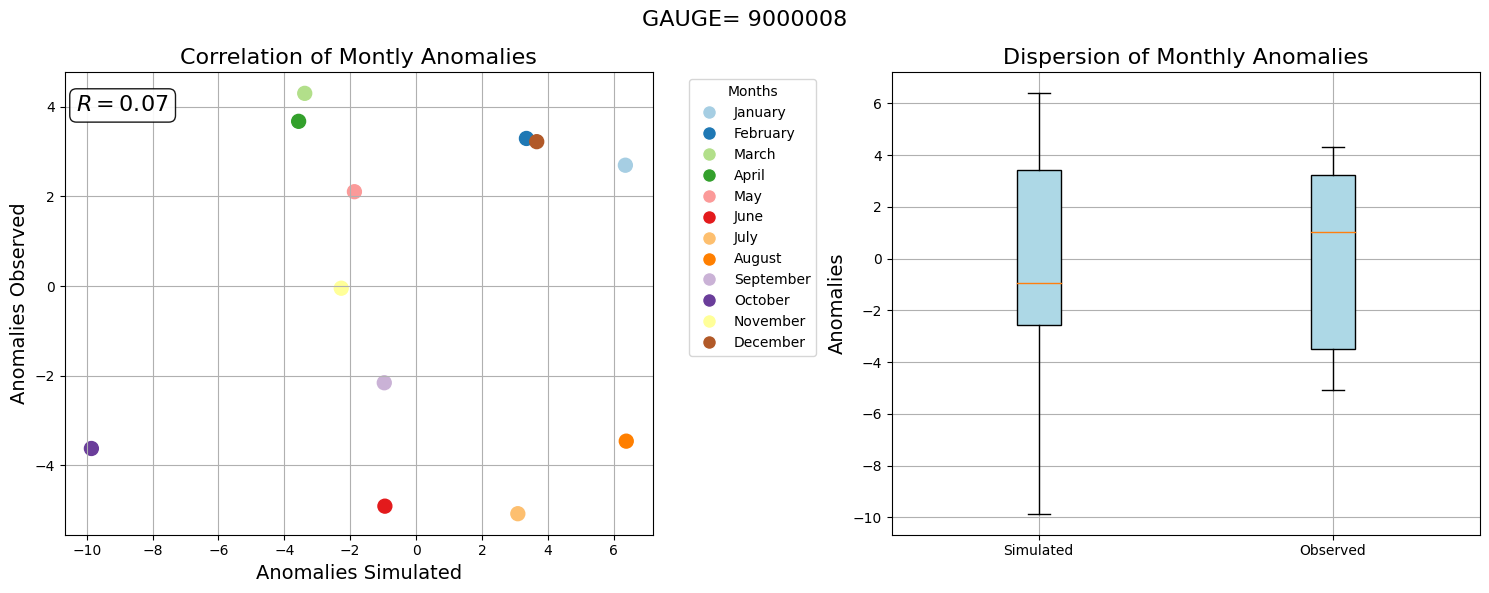 GAUGE= 9000008
Correlation of Montly Anomalies
R = 0.07
Anomalies Observed
4
2
0
−2
−4
−10 −8 −6 −4 −2 0 2 4 6
Anomalies Simulated
Months
January
February
March
April
May
June
July
August
September
October
November
December
Dispersion of Monthly Anomalies
Anomalies
6
4
2
0
−2
−4
−6
−8
−10
Simulated Observed